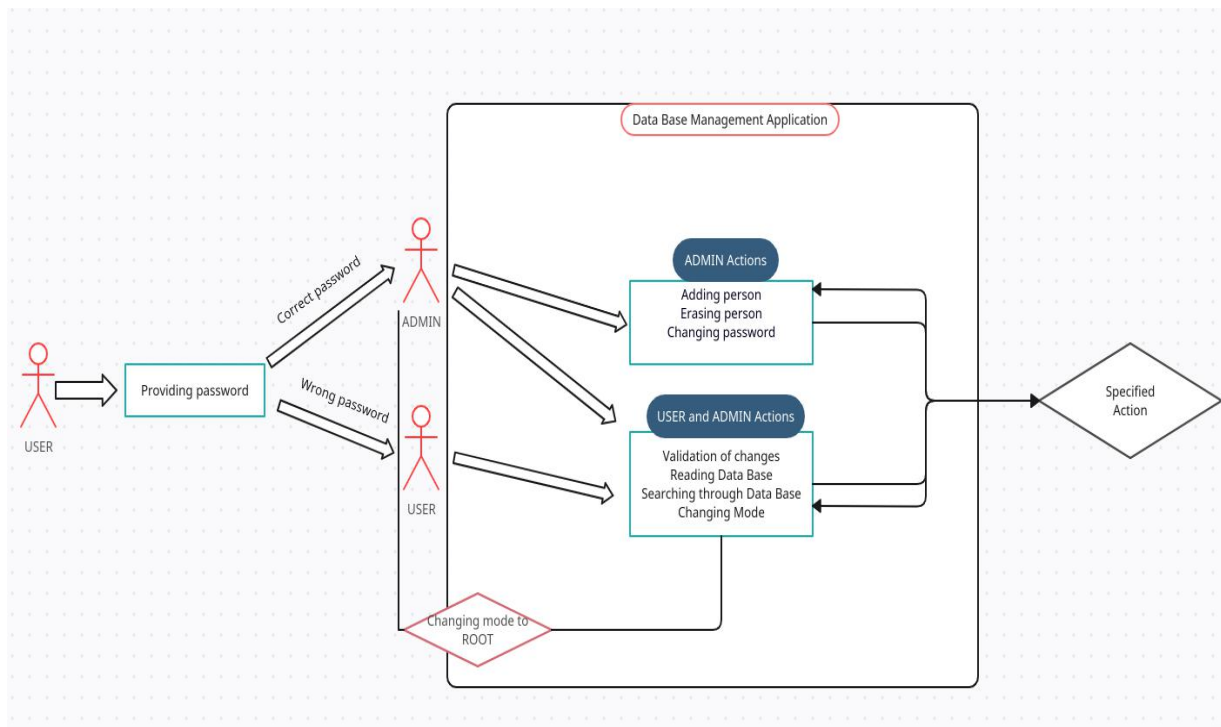 Data Base Management Application
Correct password
ADMIN
ADMIN Actions
Adding person
Erasing person
Changing password
USER
Providing password
Wrong password
USER
USER and ADMIN Actions
Validation of changes
Reading Data Base
Searching through Data Base
Changing Mode
Specified
Action
Changing mode to
ROOT